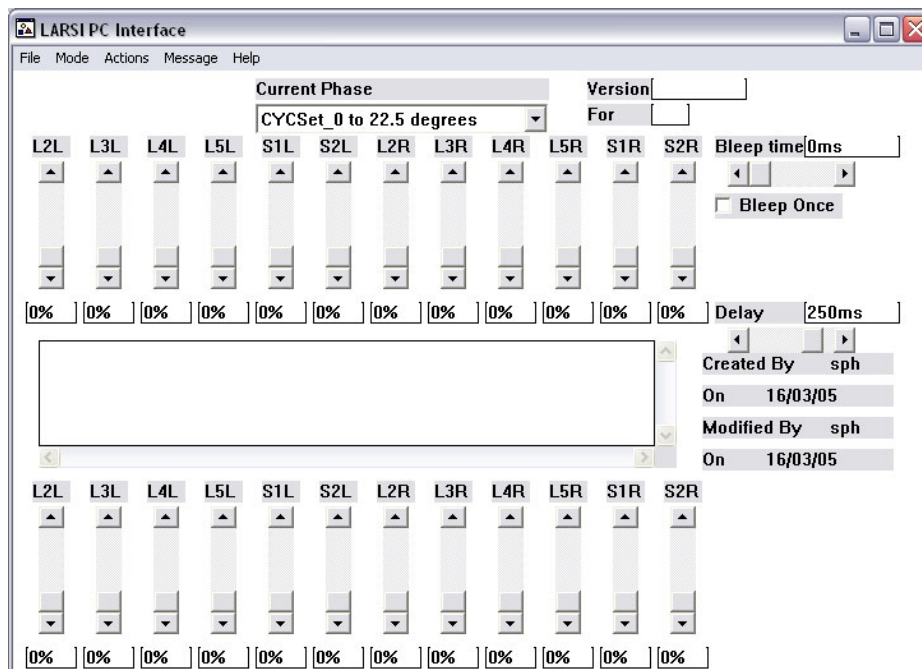 LARSI PC Interface
File Mode Actions Message Help
Current Phase
CYCSet_0 to 22.5 degrees
Version
For
L2L L3L L4L L5L S1L S2L L2R L3R L4R L5R S1R S2R
Bleep time 0ms
Bleep Once
0% 0% 0% 0% 0% 0% 0% 0% 0% 0% 0% 0%
Delay 250ms
Created By sph
On 16/03/05
Modified By sph
On 16/03/05
L2L L3L L4L L5L S1L S2L L2R L3R L4R L5R S1R S2R
0% 0% 0% 0% 0% 0% 0% 0% 0% 0% 0% 0%